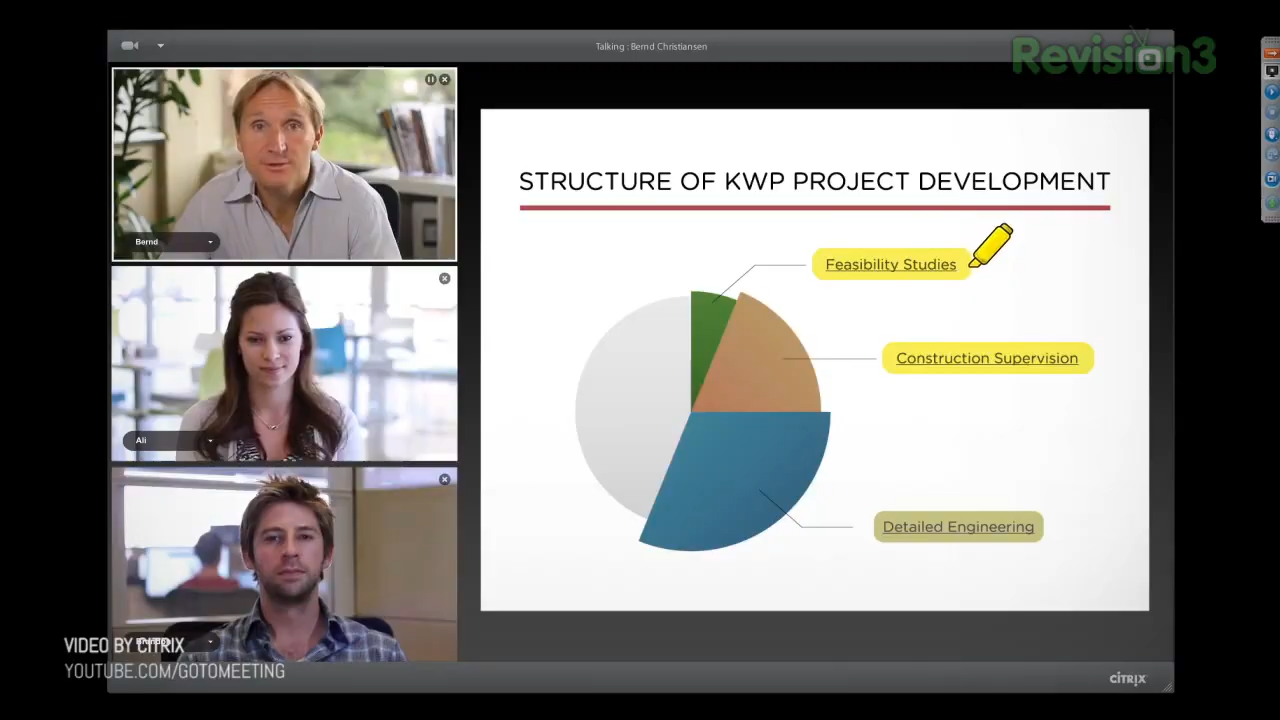 Talking : Bernd Christiansen
Revision3
Bernd
STRUCTURE OF KWP PROJECT DEVELOPMENT
Feasibility Studies
Construction Supervision
Ali
Detailed Engineering
VIDEO BY CITRIX
YOUTUBE.COM/GOTOMEETING
CITRIX